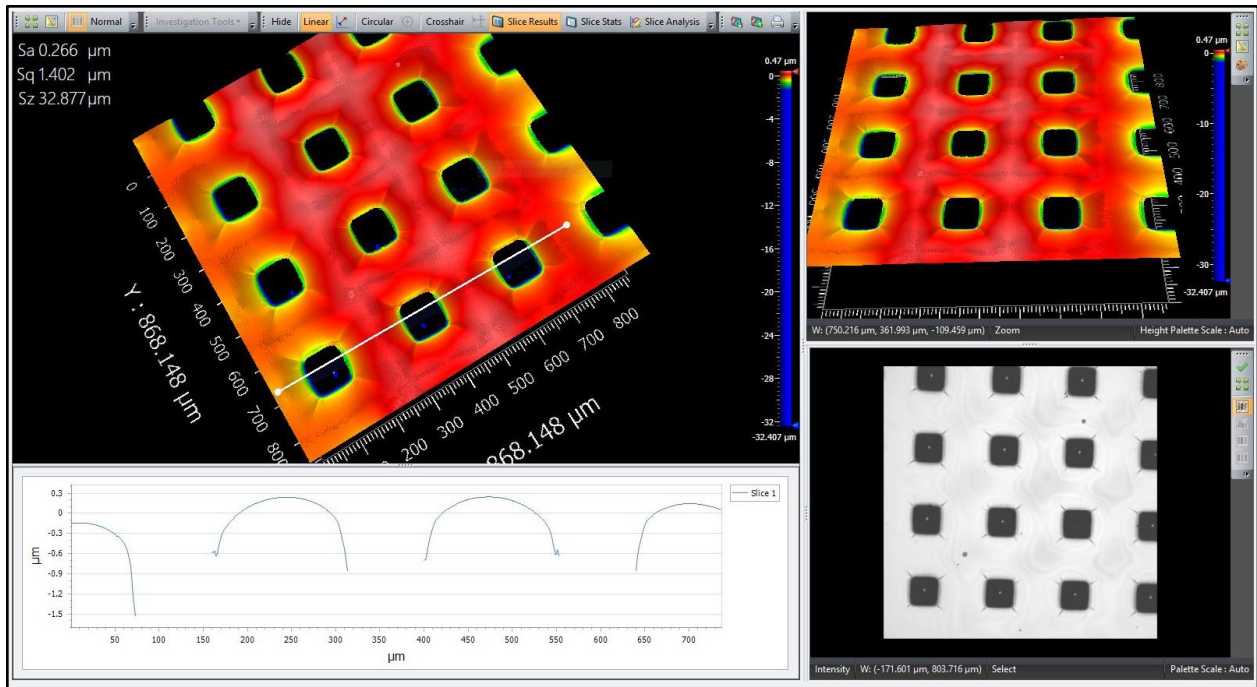 Normal Investigation Tools Hide Linear Circular Crosshair Slice Results Slice Stats Slice Analysis
Sa 0.266 µm
Sq 1.402 µm
Sz 32.877µm
0.47 µm
0
-4
-8
-12
-16
-20
-24
-28
-32
-32.407 µm
0
100
200
300
400
500
600
700
800
Y : 868.148 µm
100
200
300
400
500
600
700
800
868.148 µm
0.47 µm
0
-10
-20
-30
-32.407 µm
800
700
600
500
400
W: (750.216 µm, 361.993 µm, -109.459 µm) Zoom Height Palette Scale : Auto
Slice 1
0.3
0
-0.3
-0.6
-0.9
-1.2
-1.5
µm
50 100 150 200 250 300 350 400 450 500 550 600 650 700
µm
Intensity W: (-171.601 µm, 803.716 µm) Select Palette Scale : Auto